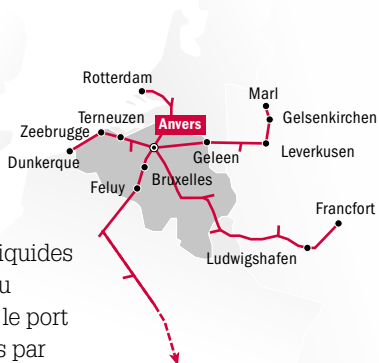 Rotterdam
Marl
Terneuzen
Anvers
Gelsenkirchen
Zeebrugge
Geleen
Leverkusen
Dunkerque
Bruxelles
Feluy
Francfort
Ludwigshafen
iquides
u
le port
s par